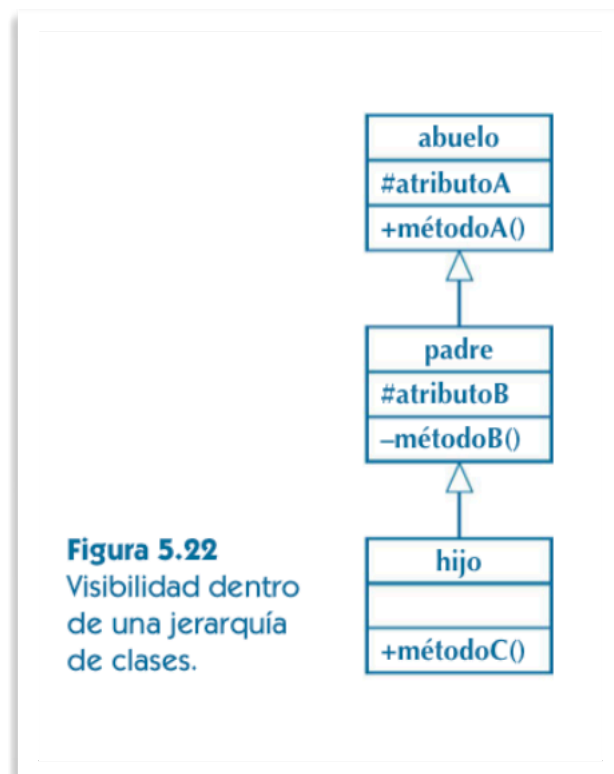 abuelo
#atributoA
+métodoA()
padre
#atributoB
–métodoB()
hijo
+métodoC()
Figura 5.22
Visibilidad dentro
de una jerarquía
de clases.